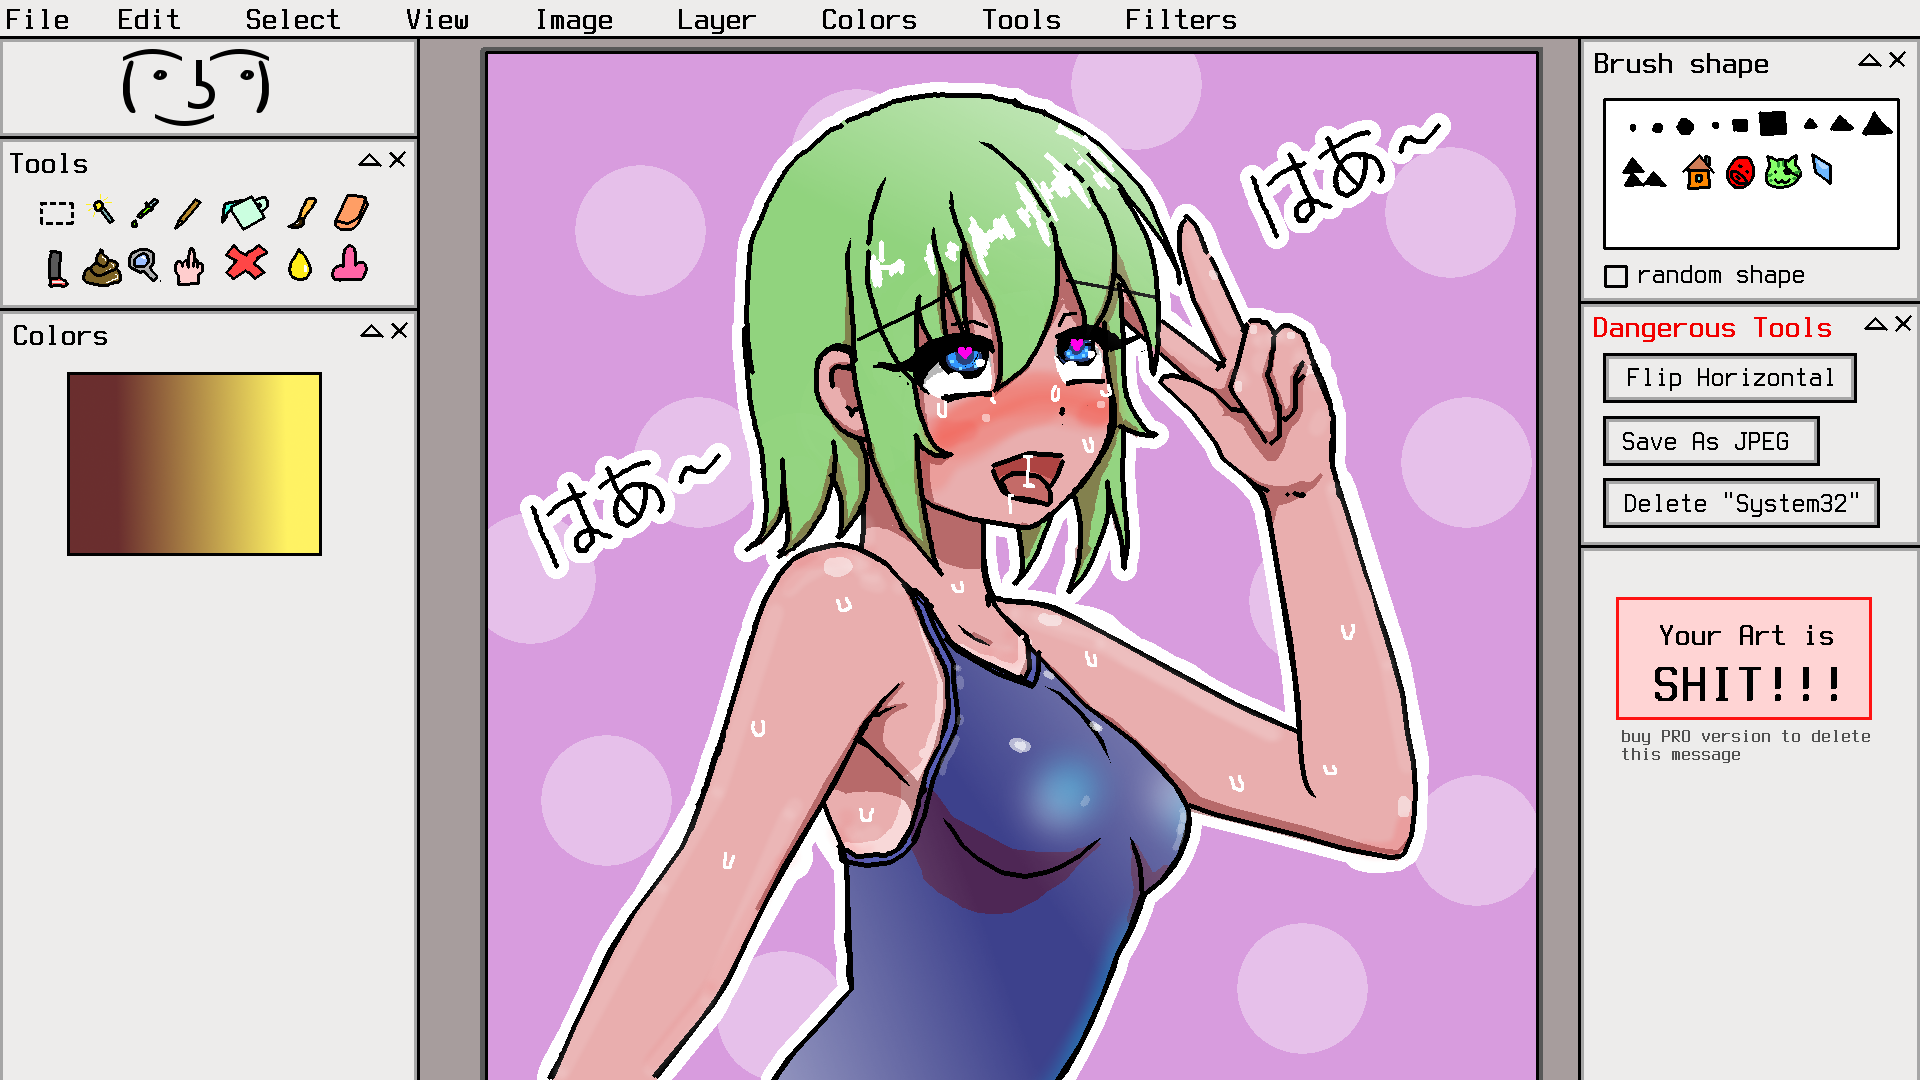 File Edit Select View Image Layer Colors Tools Filters
( ͡° ͜ʖ ͡°)
Tools
Colors
はあ～
はあ～
Brush shape
random shape
Dangerous Tools
Flip Horizontal
Save As JPEG
Delete "System32"
Your Art is
SHIT!!!
buy PRO version to delete
this message